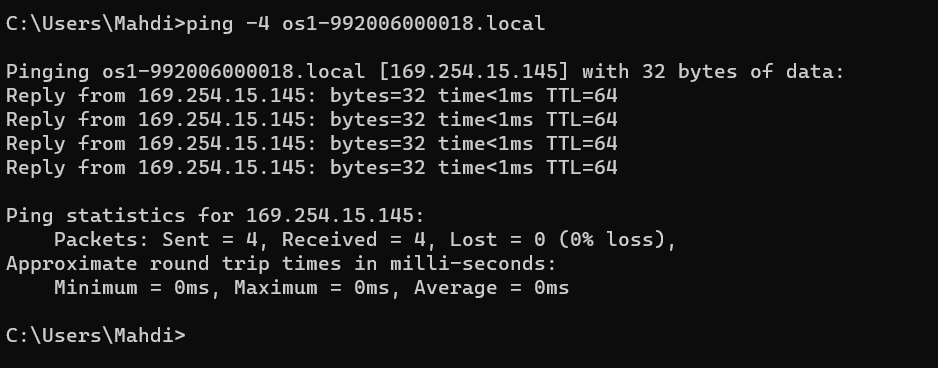 C:\Users\Mahdi>ping -4 os1-992006000018.local
Pinging os1-992006000018.local [169.254.15.145] with 32 bytes of data:
Reply from 169.254.15.145: bytes=32 time<1ms TTL=64
Reply from 169.254.15.145: bytes=32 time<1ms TTL=64
Reply from 169.254.15.145: bytes=32 time<1ms TTL=64
Reply from 169.254.15.145: bytes=32 time<1ms TTL=64
Ping statistics for 169.254.15.145:
    Packets: Sent = 4, Received = 4, Lost = 0 (0% loss),
Approximate round trip times in milli-seconds:
    Minimum = 0ms, Maximum = 0ms, Average = 0ms
C:\Users\Mahdi>